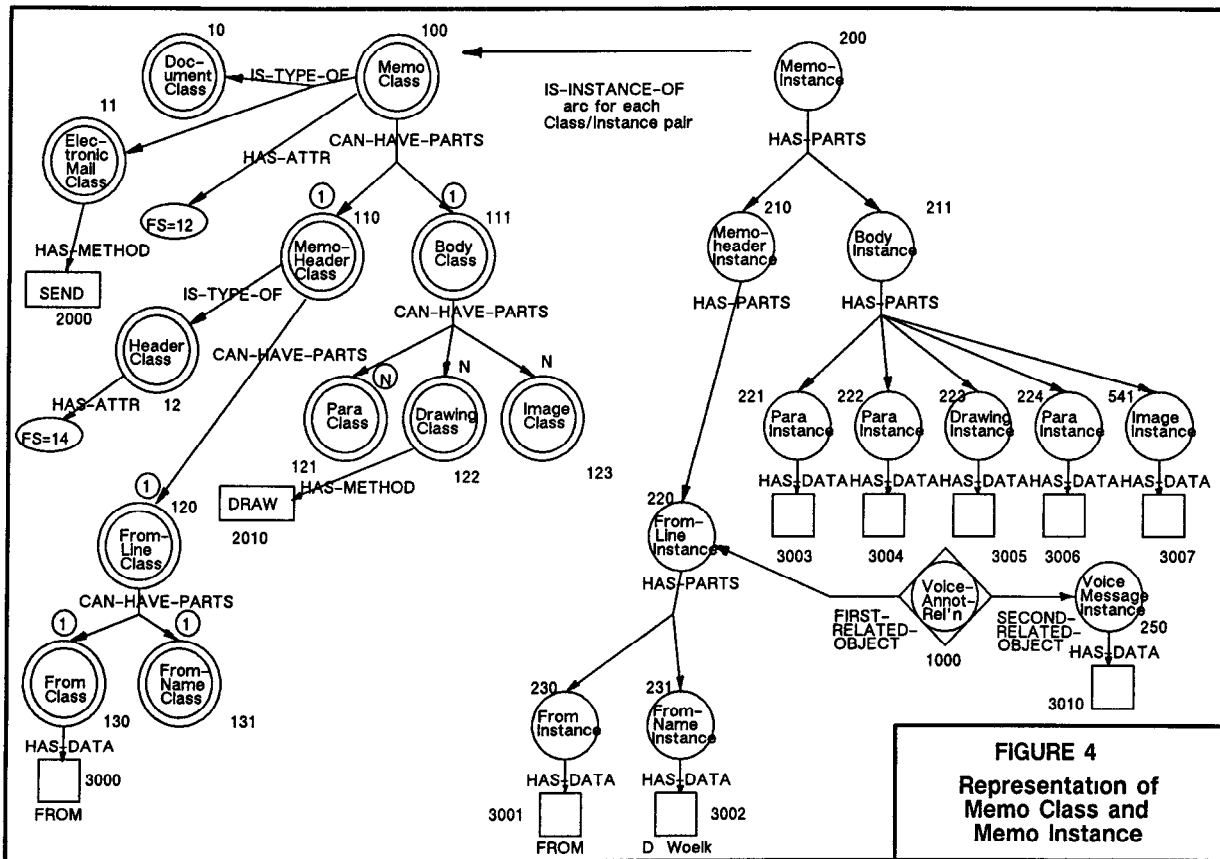 10
100
200
Doc-
ument
Class
IS-TYPE-OF
Memo
Class
Memo-
Instance
IS-INSTANCE-OF
arc for each
Class/Instance pair
11
Elec-
tronic
Mail
Class
HAS-ATTR
CAN-HAVE-PARTS
HAS-PARTS
FS=12
1
110
1
111
210
211
HAS-METHOD
Memo-
Header
Class
Body
Class
Memo-
header
Instance
Body
Instance
SEND
2000
IS-TYPE-OF
CAN-HAVE-PARTS
HAS-PARTS
HAS-PARTS
Header
Class
12
CAN-HAVE-PARTS
HAS-ATTR
FS=14
N
N
N
Para
Class
Drawing
Class
Image
Class
121
122
123
221
222
223
224
541
Para
Instance
Para
Instance
Drawing
Instance
Para
Instance
Image
Instance
HAS-METHOD
DRAW
2010
HAS-DATA
HAS-DATA
HAS-DATA
HAS-DATA
HAS-DATA
3003
3004
3005
3006
3007
1
120
From-
Line
Class
220
From-
Line
Instance
CAN-HAVE-PARTS
HAS-PARTS
Voice-
Annot-
Rel'n
1000
FIRST-
RELATED-
OBJECT
SECOND-
RELATED-
OBJECT
Voice
Message
Instance
250
HAS-DATA
3010
1
1
From
Class
From-
Name
Class
130
131
230
231
From
Instance
From-
Name
Instance
HAS-DATA
3000
FROM
HAS-DATA
HAS-DATA
3001
3002
FROM
D Woelk
FIGURE 4
Representation of
Memo Class and
Memo Instance